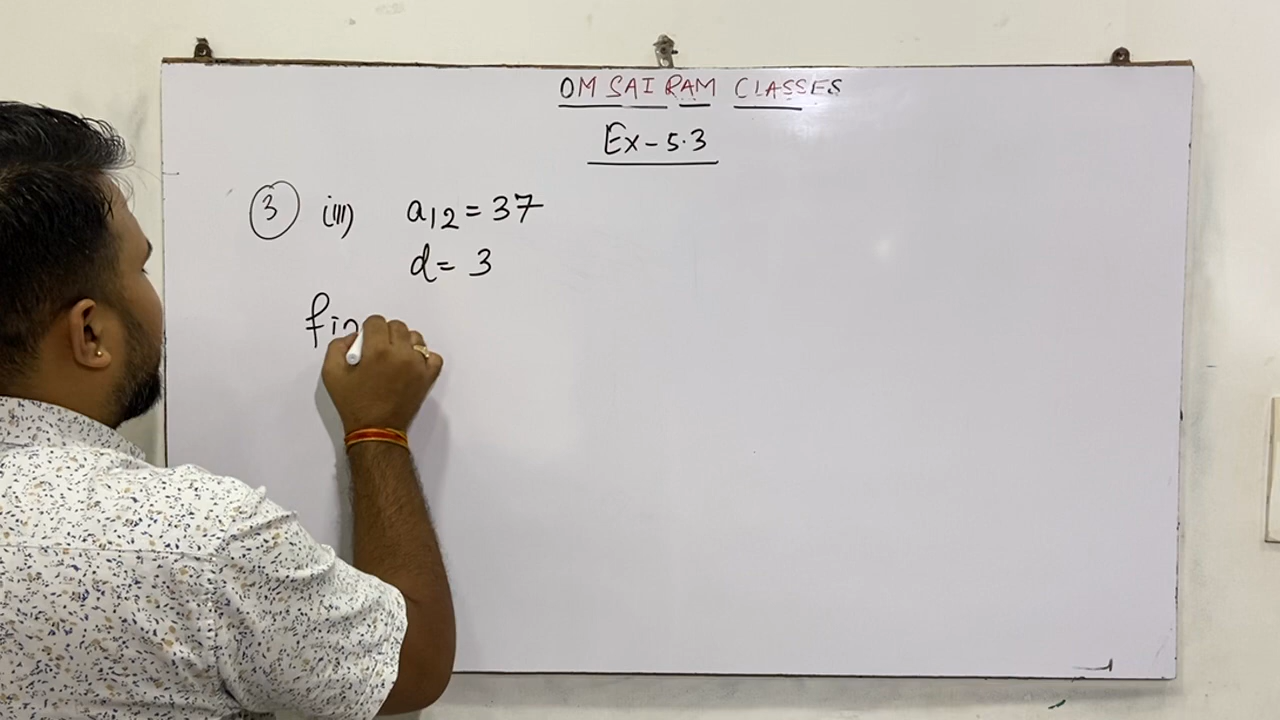 OM SAI RAM CLASSES
Ex-5.3
3 (iii) a12 = 37
d = 3
fin